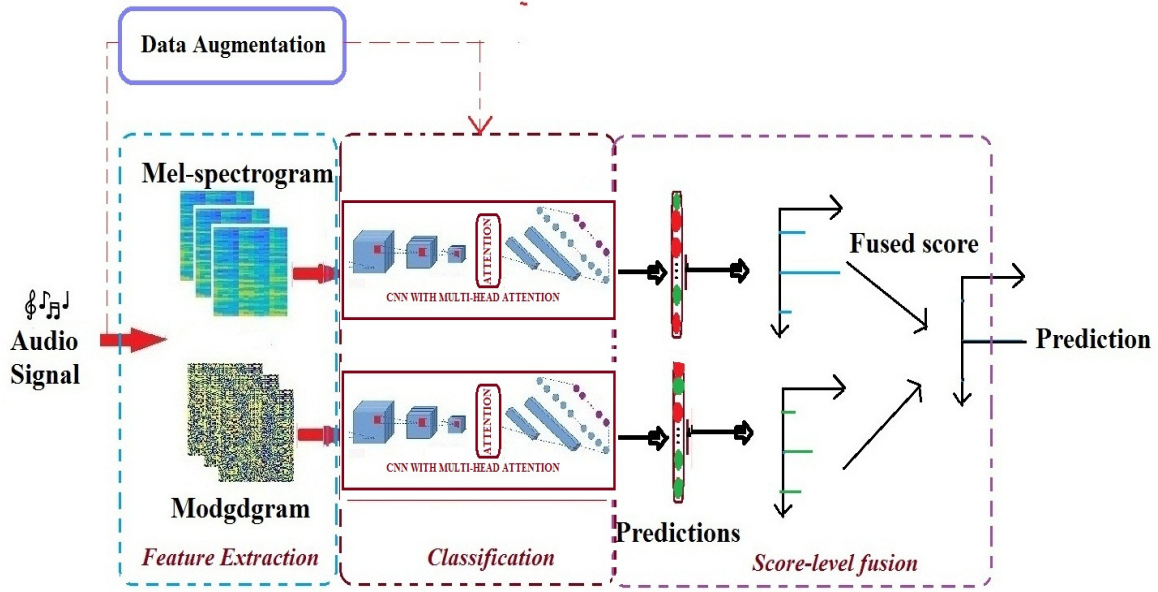 Data Augmentation
Mel-spectrogram
ATTENTION
CNN WITH MULTI-HEAD ATTENTION
Fused score
Audio
Signal
Prediction
ATTENTION
CNN WITH MULTI-HEAD ATTENTION
Modgdgram
Predictions
Feature Extraction
Classification
Score-level fusion